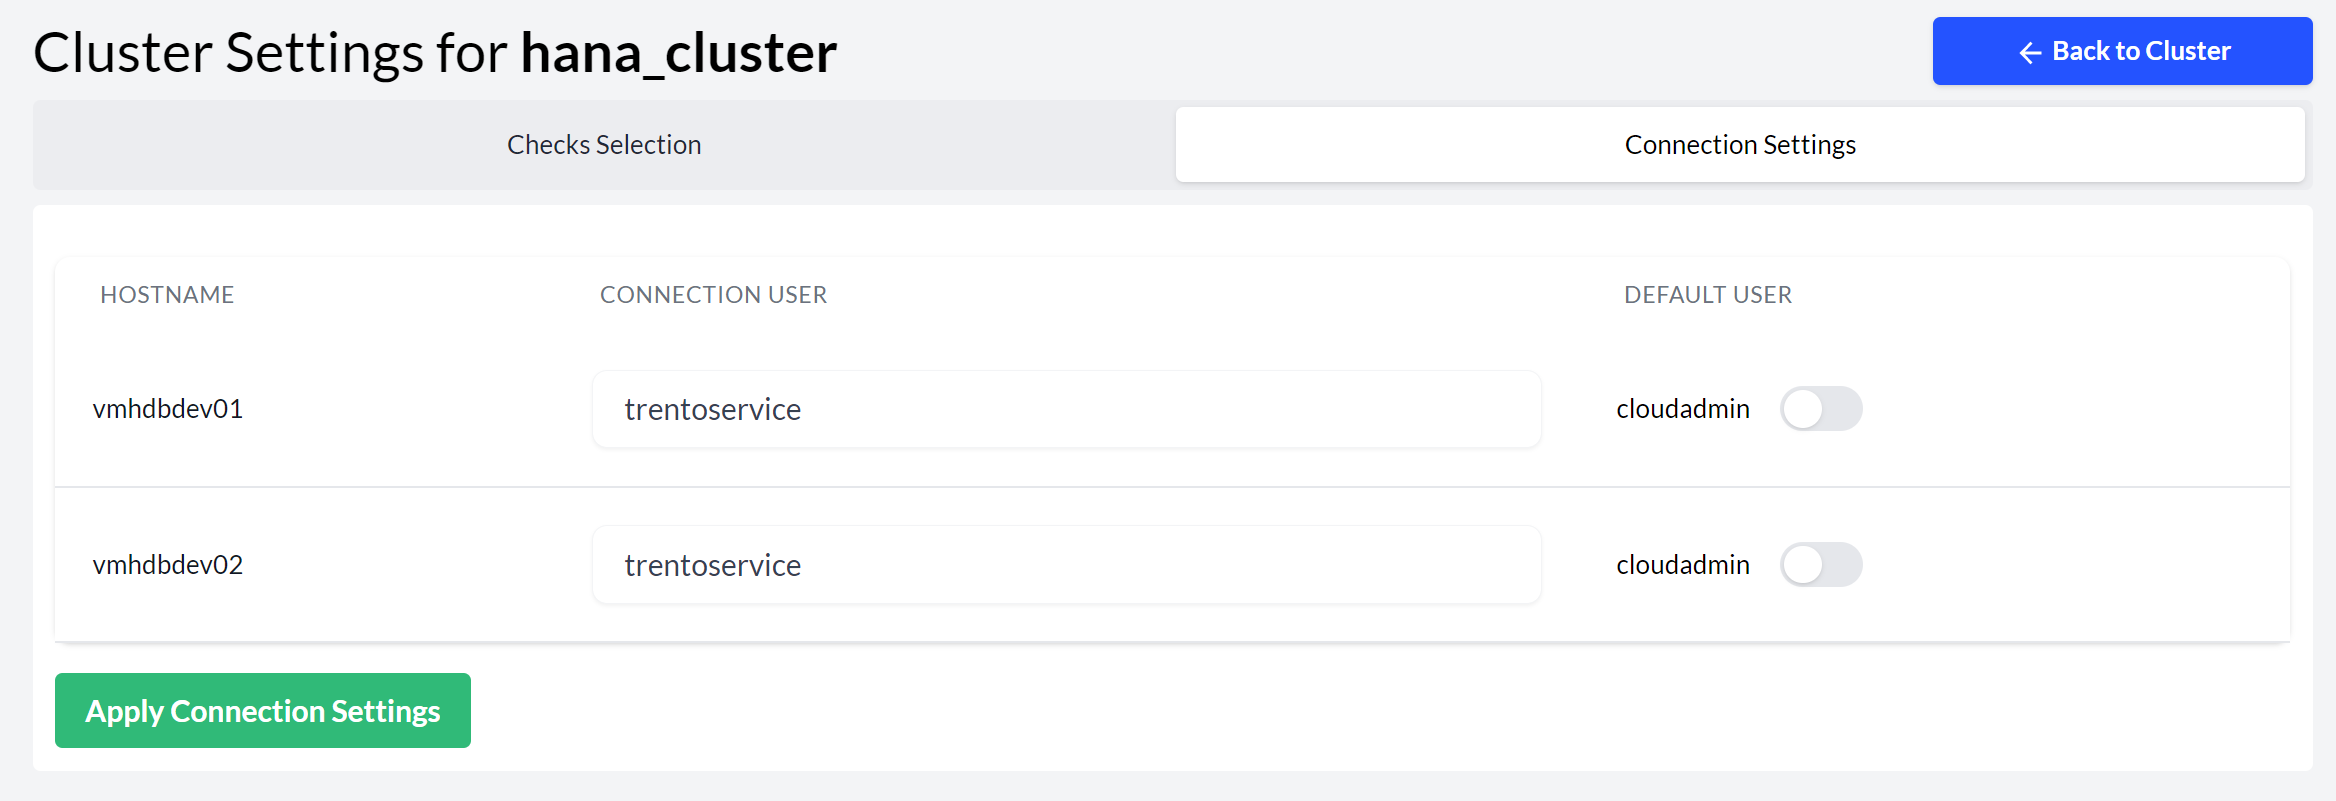 Cluster Settings for hana_cluster
← Back to Cluster
Checks Selection
Connection Settings
HOSTNAME CONNECTION USER DEFAULT USER
vmhdbdev01 trentoservice cloudadmin
vmhdbdev02 trentoservice cloudadmin
Apply Connection Settings